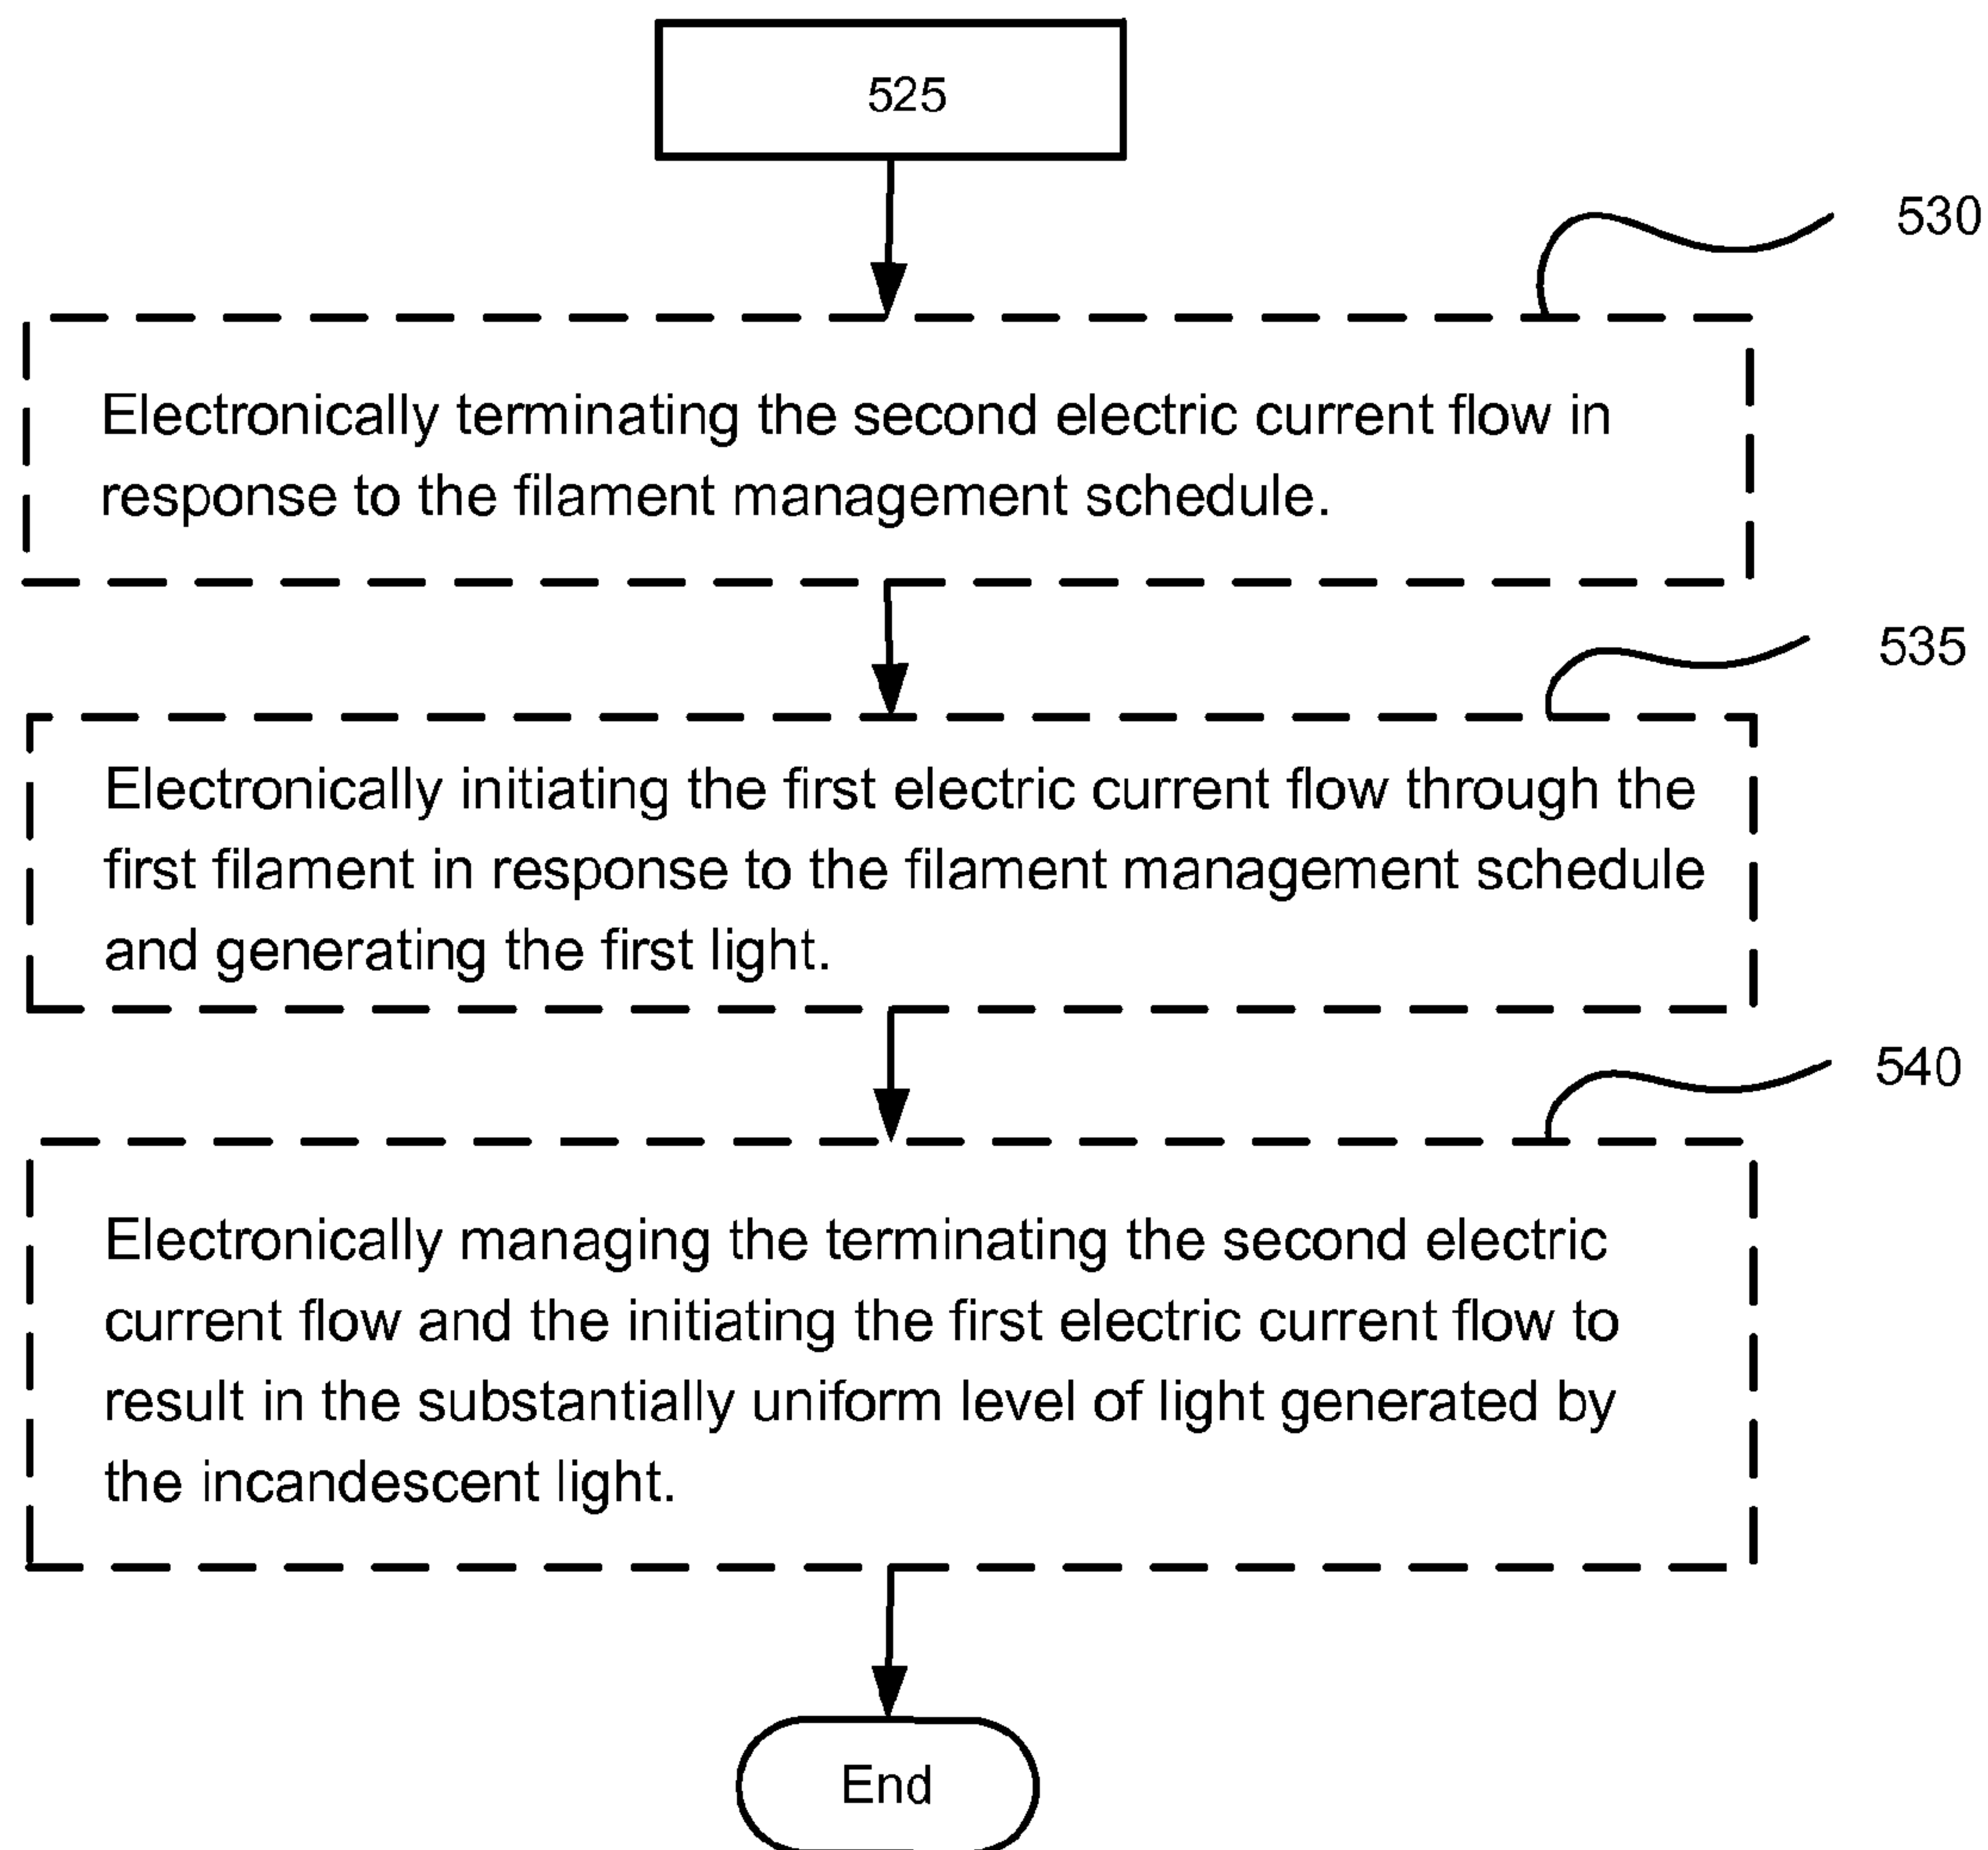 525
530
Electronically terminating the second electric current flow in
response to the filament management schedule.
535
Electronically initiating the first electric current flow through the
first filament in response to the filament management schedule
and generating the first light.
540
Electronically managing the terminating the second electric
current flow and the initiating the first electric current flow to
result in the substantially uniform level of light generated by
the incandescent light.
End